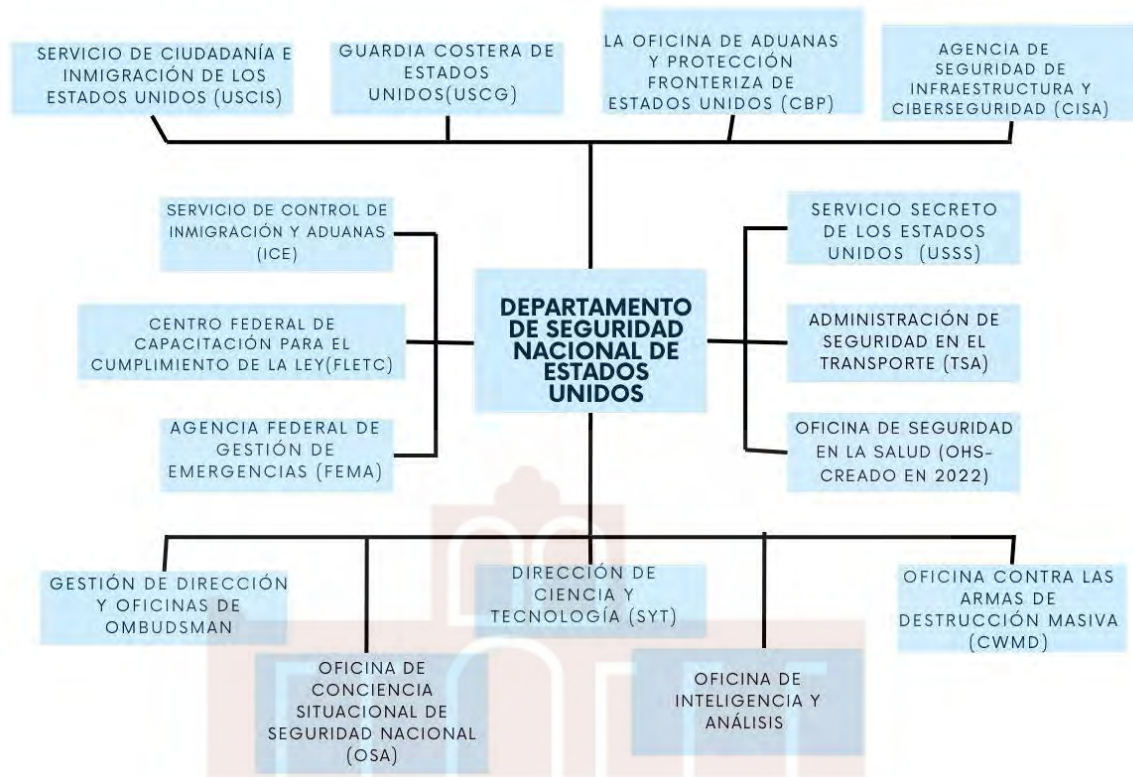 SERVICIO DE CIUDADANÍA E
INMIGRACIÓN DE LOS
ESTADOS UNIDOS (USCIS)
GUARDIA COSTERA DE
ESTADOS
UNIDOS(USCG)
LA OFICINA DE ADUANAS
Y PROTECCIÓN
FRONTERIZA DE
ESTADOS UNIDOS (CBP)
AGENCIA DE
SEGURIDAD DE
INFRAESTRUCTURA Y
CIBERSEGURIDAD (CISA)
SERVICIO DE CONTROL DE
INMIGRACIÓN Y ADUANAS
(ICE)
SERVICIO SECRETO
DE LOS ESTADOS
UNIDOS (USSS)
CENTRO FEDERAL DE
CAPACITACIÓN PARA EL
CUMPLIMIENTO DE LA LEY(FLETC)
DEPARTAMENTO
DE SEGURIDAD
NACIONAL DE
ESTADOS
UNIDOS
ADMINISTRACIÓN DE
SEGURIDAD EN EL
TRANSPORTE (TSA)
AGENCIA FEDERAL DE
GESTIÓN DE
EMERGENCIAS (FEMA)
OFICINA DE SEGURIDAD
EN LA SALUD (OHS-
CREADO EN 2022)
GESTIÓN DE DIRECCIÓN
Y OFICINAS DE
OMBUDSMAN
OFICINA DE
CONCIENCIA
SITUACIONAL DE
SEGURIDAD NACIONAL
(OSA)
DIRECCIÓN DE
CIENCIA Y
TECNOLOGÍA (SYT)
OFICINA DE
INTELIGENCIA Y
ANÁLISIS
OFICINA CONTRA LAS
ARMAS DE
DESTRUCCIÓN MASIVA
(CWMD)